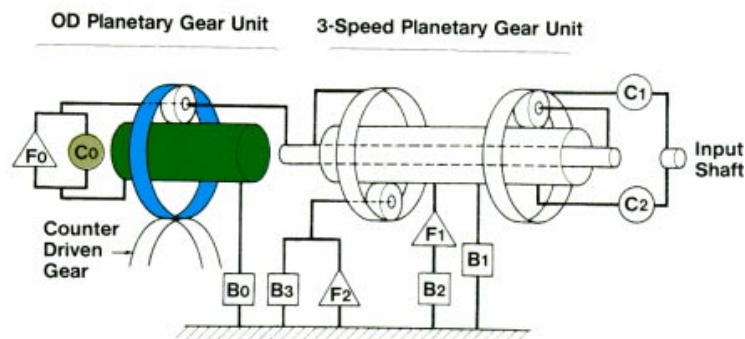 OD Planetary Gear Unit
3-Speed Planetary Gear Unit
F0
C0
C1
Input
Shaft
C2
Counter
Driven
Gear
F1
B1
B0
B3
F2
B2